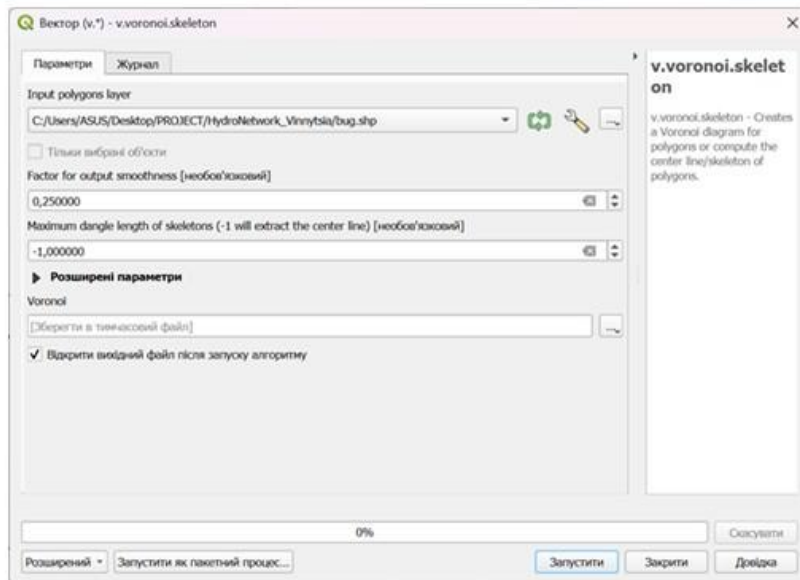 Вектор (v.*) - v.voronoi.skeleton
Параметри
Журнал
Input polygons layer
C:/Users/ASUS/Desktop/PROJECT/HydroNetwork_Vinnytsia/bug.shp
Тільки вибрані об'єкти
Factor for output smoothness [необов'язковий]
0,250000
Maximum dangle length of skeletons (-1 will extract the center line) [необов'язковий]
-1,000000
Розширені параметри
Voronoi
[Зберегти в тимчасовий файл]
Відкрити вихідний файл після запуску алгоритму
v.voronoi.skelet
on
v.voronoi.skeleton - Creates
a Voronoi diagram for
polygons or compute the
center line/skeleton of
polygons.
0%
Скасувати
Розширений
Запустити як пакетний процес...
Запустити
Закрити
Довідка